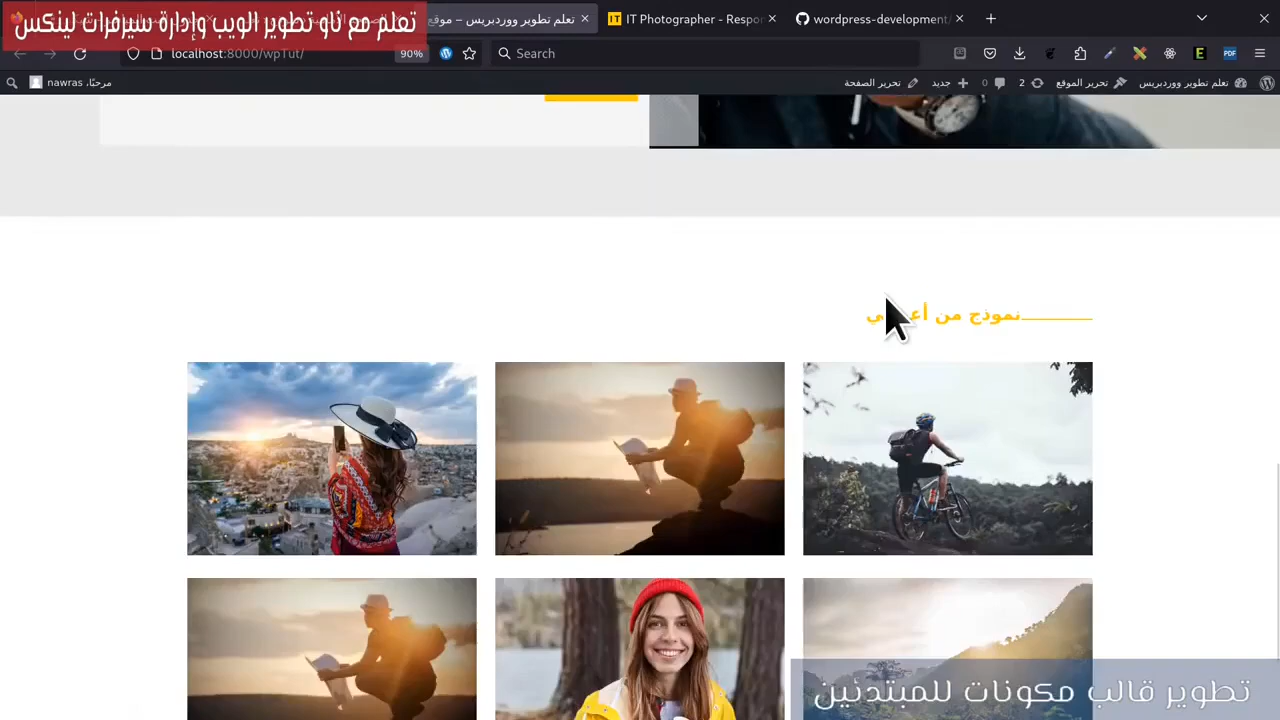 تعلم مع ناو تطوير الويب وإدارة سيرفرات لينكس
تعلم تطوير ووردبريس – موقع
IT Photographer - Respon
wordpress-development/
localhost:8000/wpTut/
90%
Search
مرحبًا، nawras
تحرير الصفحة
جديد
0
2
تحرير الموقع
تعلم تطوير ووردبريس
نموذج من
تطوير قالب مكونات للمبتدئين